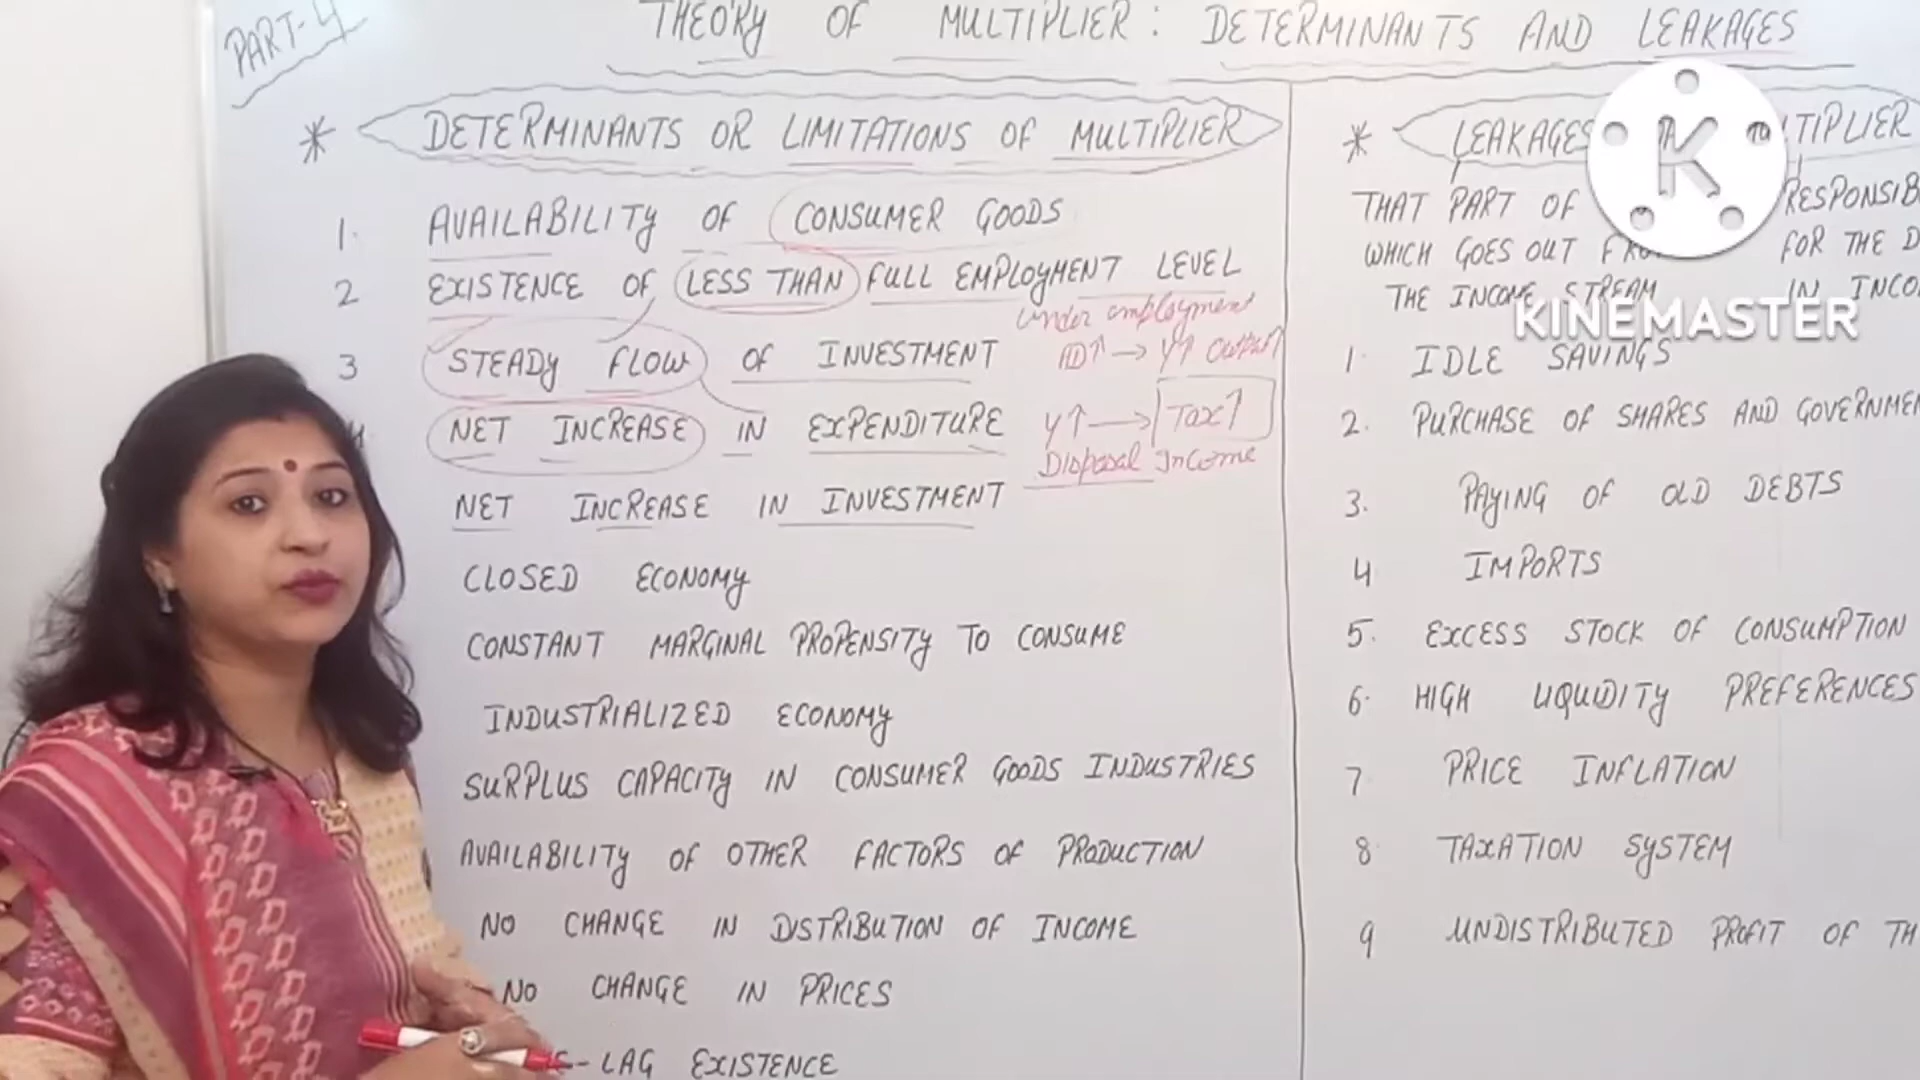 PART-4
THEORY OF MULTIPLIER: DETERMINANTS AND LEAKAGES
* DETERMINANTS OR LIMITATIONS OF MULTIPLIER
1. AVAILABILITY OF CONSUMER GOODS
2 EXISTENCE OF LESS THAN FULL EMPLOYMENT LEVEL
under employment
3 STEADY FLOW OF INVESTMENT
AD↑ → Y↑ output↑
4 NET INCREASE IN EXPENDITURE
Y↑ → Tax↑
Disposal Income
NET INCREASE IN INVESTMENT
CLOSED ECONOMY
CONSTANT MARGINAL PROPENSITY TO CONSUME
INDUSTRIALIZED ECONOMY
SURPLUS CAPACITY IN CONSUMER GOODS INDUSTRIES
AVAILABILITY OF OTHER FACTORS OF PRODUCTION
NO CHANGE IN DISTRIBUTION OF INCOME
NO CHANGE IN PRICES
-LAG EXISTENCE
* LEAKAGES TIPLIER
THAT PART OF RESPONSIB
WHICH GOES OUT FOR THE D
THE INCOME STREAM IN INCO
1. IDLE SAVINGS
2. PURCHASE OF SHARES AND GOVERNMEN
3. PAYING OF OLD DEBTS
4 IMPORTS
5. EXCESS STOCK OF CONSUMPTION
6. HIGH LIQUIDITY PREFERENCES
7 PRICE INFLATION
8 TAXATION SYSTEM
9 UNDISTRIBUTED PROFIT OF TH
K
KINEMASTER